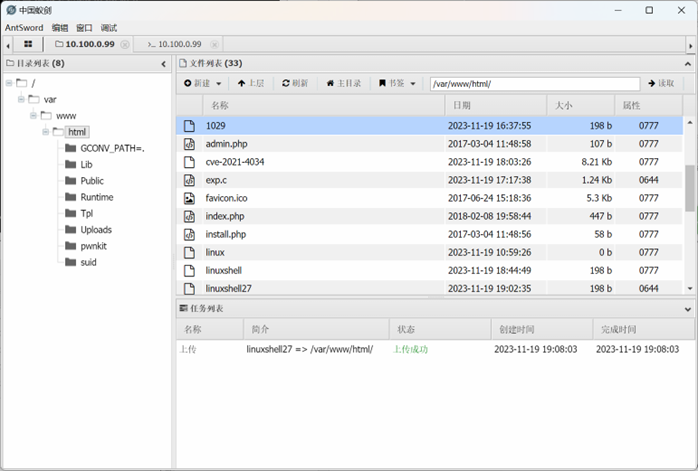 中国蚁剑
AntSword 编辑 窗口 调试
10.100.0.99 >_ 10.100.0.99
目录列表 (8)
/
var
www
html
GCONV_PATH=.
Lib
Public
Runtime
Tpl
Uploads
pwnkit
suid
文件列表 (33)
新建 上层 刷新 主目录 书签 /var/www/html/ 读取
名称 日期 大小 属性
1029 2023-11-19 16:37:55 198 b 0777
admin.php 2017-03-04 11:48:58 107 b 0777
cve-2021-4034 2023-11-19 18:03:26 8.21 Kb 0777
exp.c 2023-11-19 17:17:38 1.24 Kb 0644
favicon.ico 2017-06-24 15:18:36 5.3 Kb 0777
index.php 2018-02-08 19:58:44 447 b 0777
install.php 2017-03-04 11:48:56 58 b 0777
linux 2023-11-19 10:59:26 0 b 0777
linuxshell 2023-11-19 18:44:49 198 b 0777
linuxshell27 2023-11-19 19:02:35 198 b 0644
任务列表
名称 简介 状态 创建时间 完成时间
上传 linuxshell27 => /var/www/html/ 上传成功 2023-11-19 19:08:03 2023-11-19 19:08:03